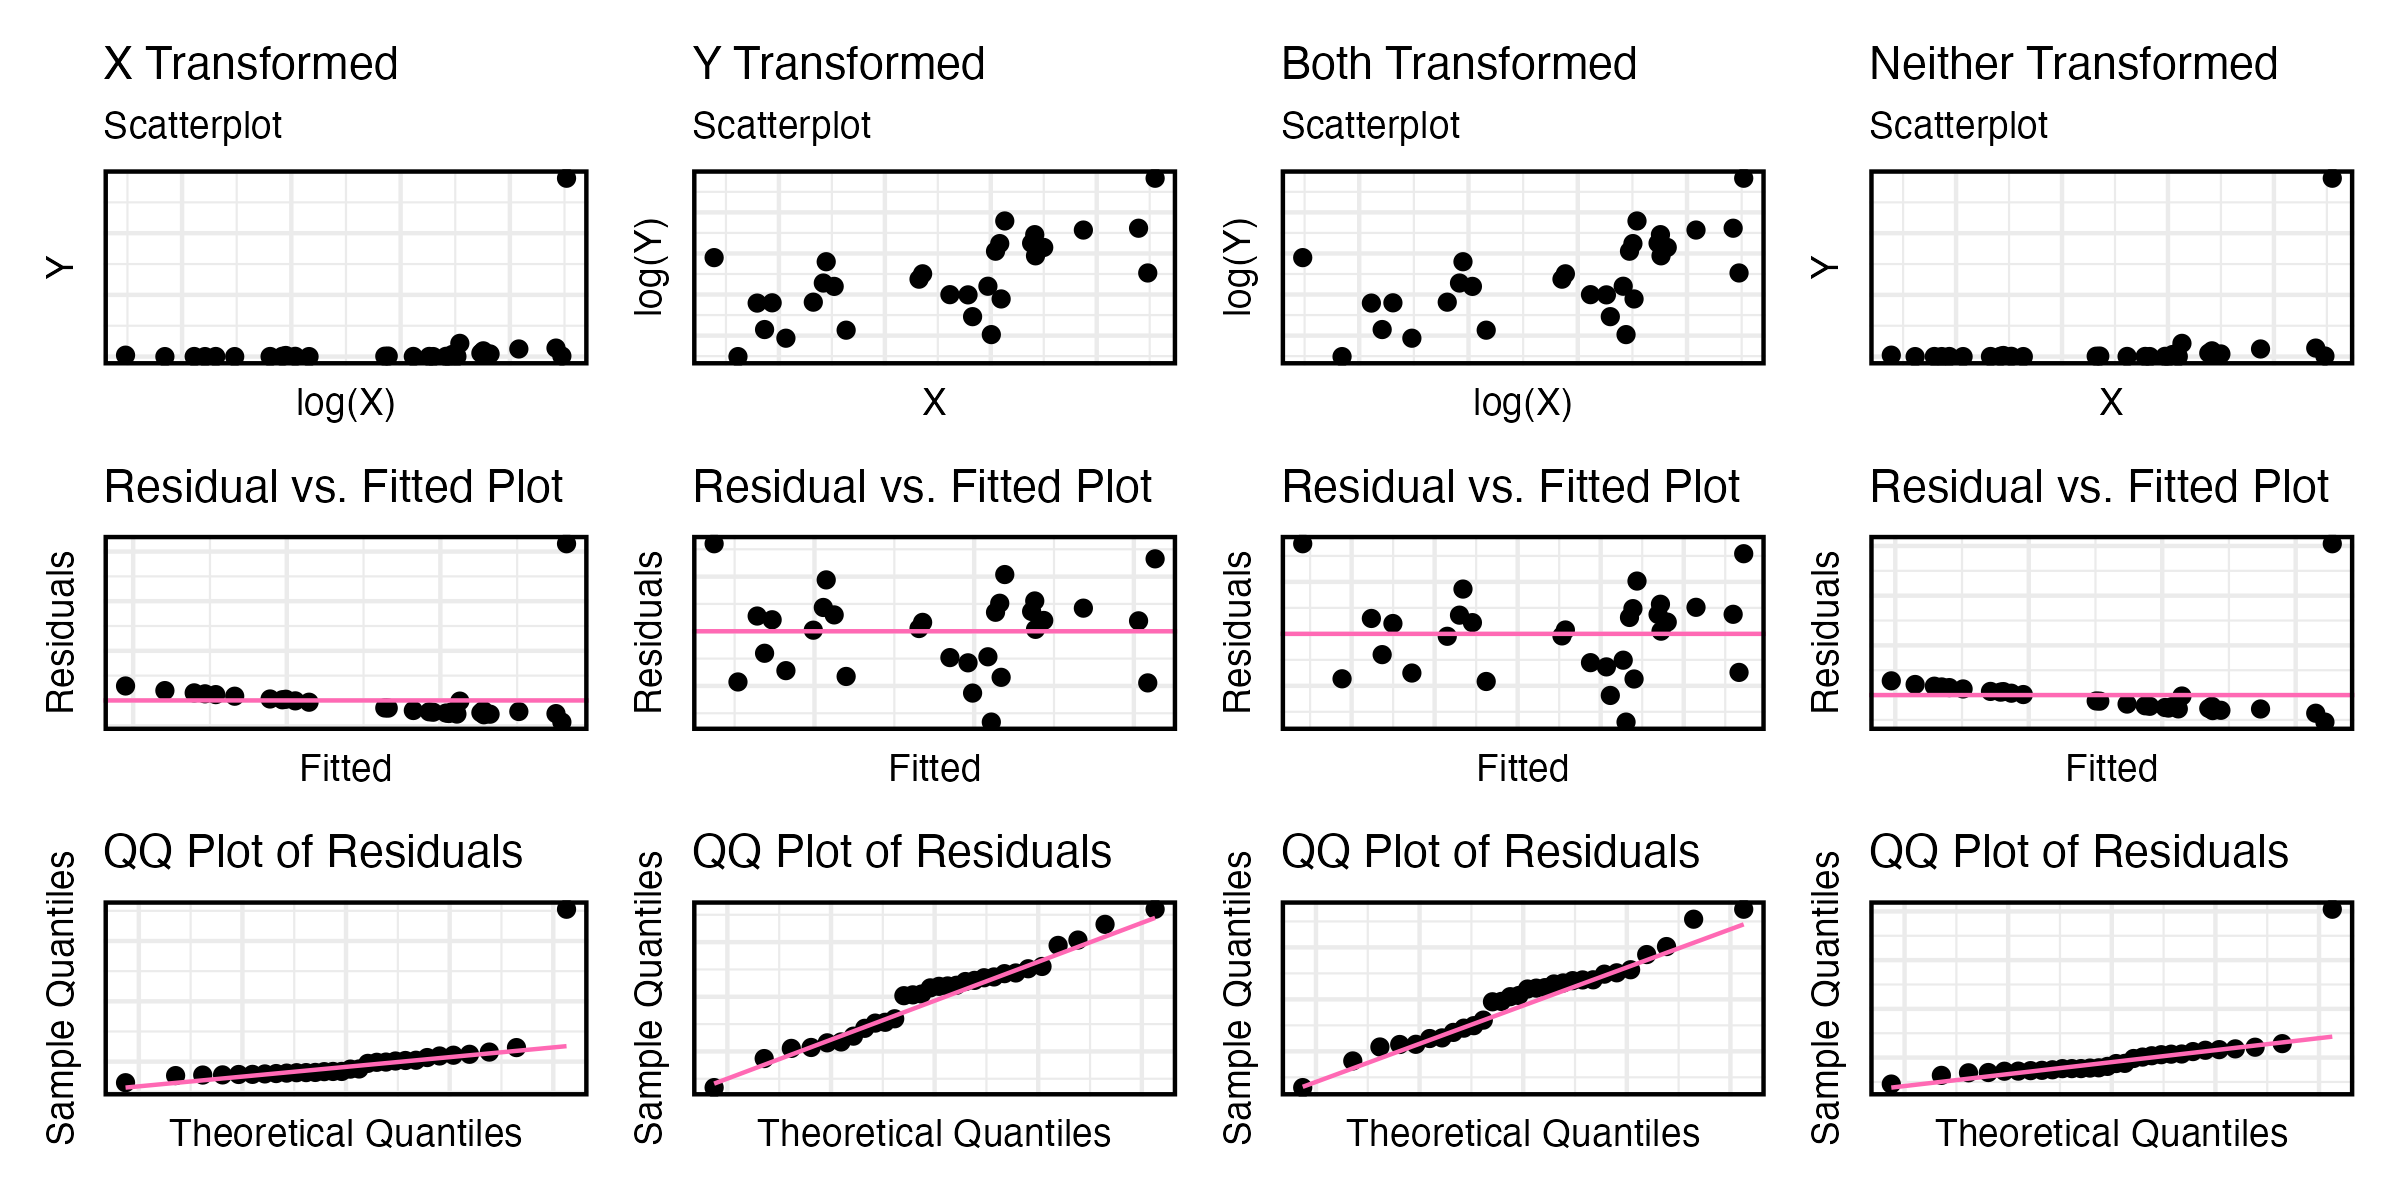 X Transformed
Y Transformed
Both Transformed
Neither Transformed
Scatterplot
Scatterplot
Scatterplot
Scatterplot
Y
log(Y)
log(Y)
Y
log(X)
X
log(X)
X
Residual vs. Fitted Plot
Residual vs. Fitted Plot
Residual vs. Fitted Plot
Residual vs. Fitted Plot
Residuals
Residuals
Residuals
Residuals
Fitted
Fitted
Fitted
Fitted
QQ Plot of Residuals
QQ Plot of Residuals
QQ Plot of Residuals
QQ Plot of Residuals
Sample Quantiles
Sample Quantiles
Sample Quantiles
Sample Quantiles
Theoretical Quantiles
Theoretical Quantiles
Theoretical Quantiles
Theoretical Quantiles